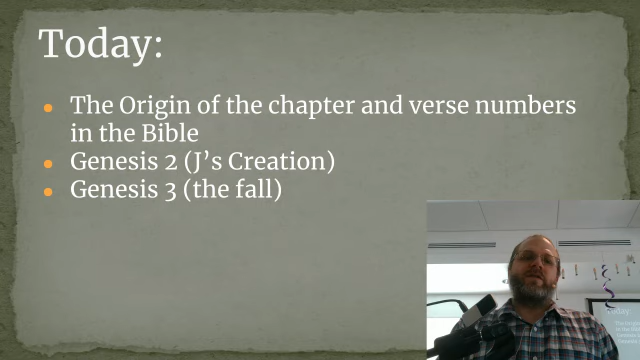 Today:
The Origin of the chapter and verse numbers
in the Bible
Genesis 2 (J’s Creation)
Genesis 3 (the fall)
Today